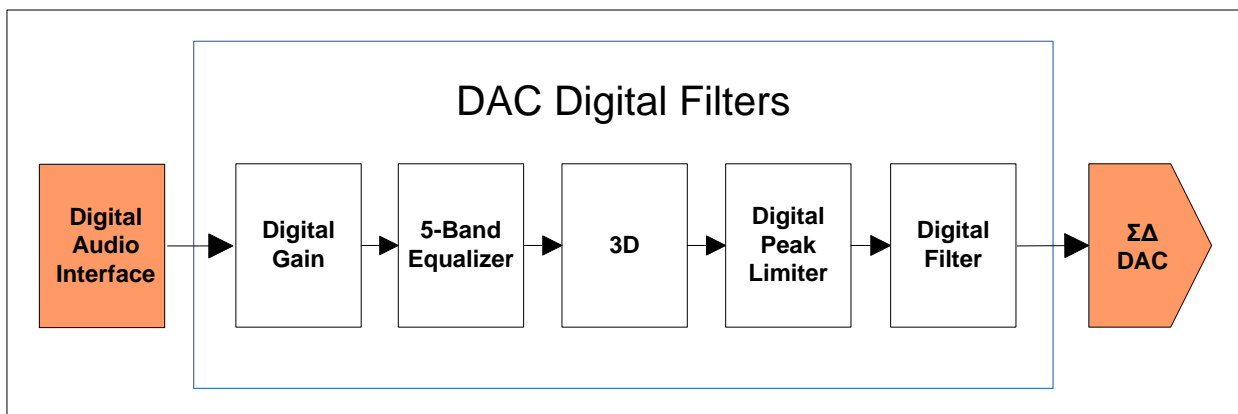 DAC Digital Filters
Digital
Audio
Interface
Digital
Gain
5-Band
Equalizer
3D
Digital
Peak
Limiter
Digital
Filter
ΣΔ
DAC